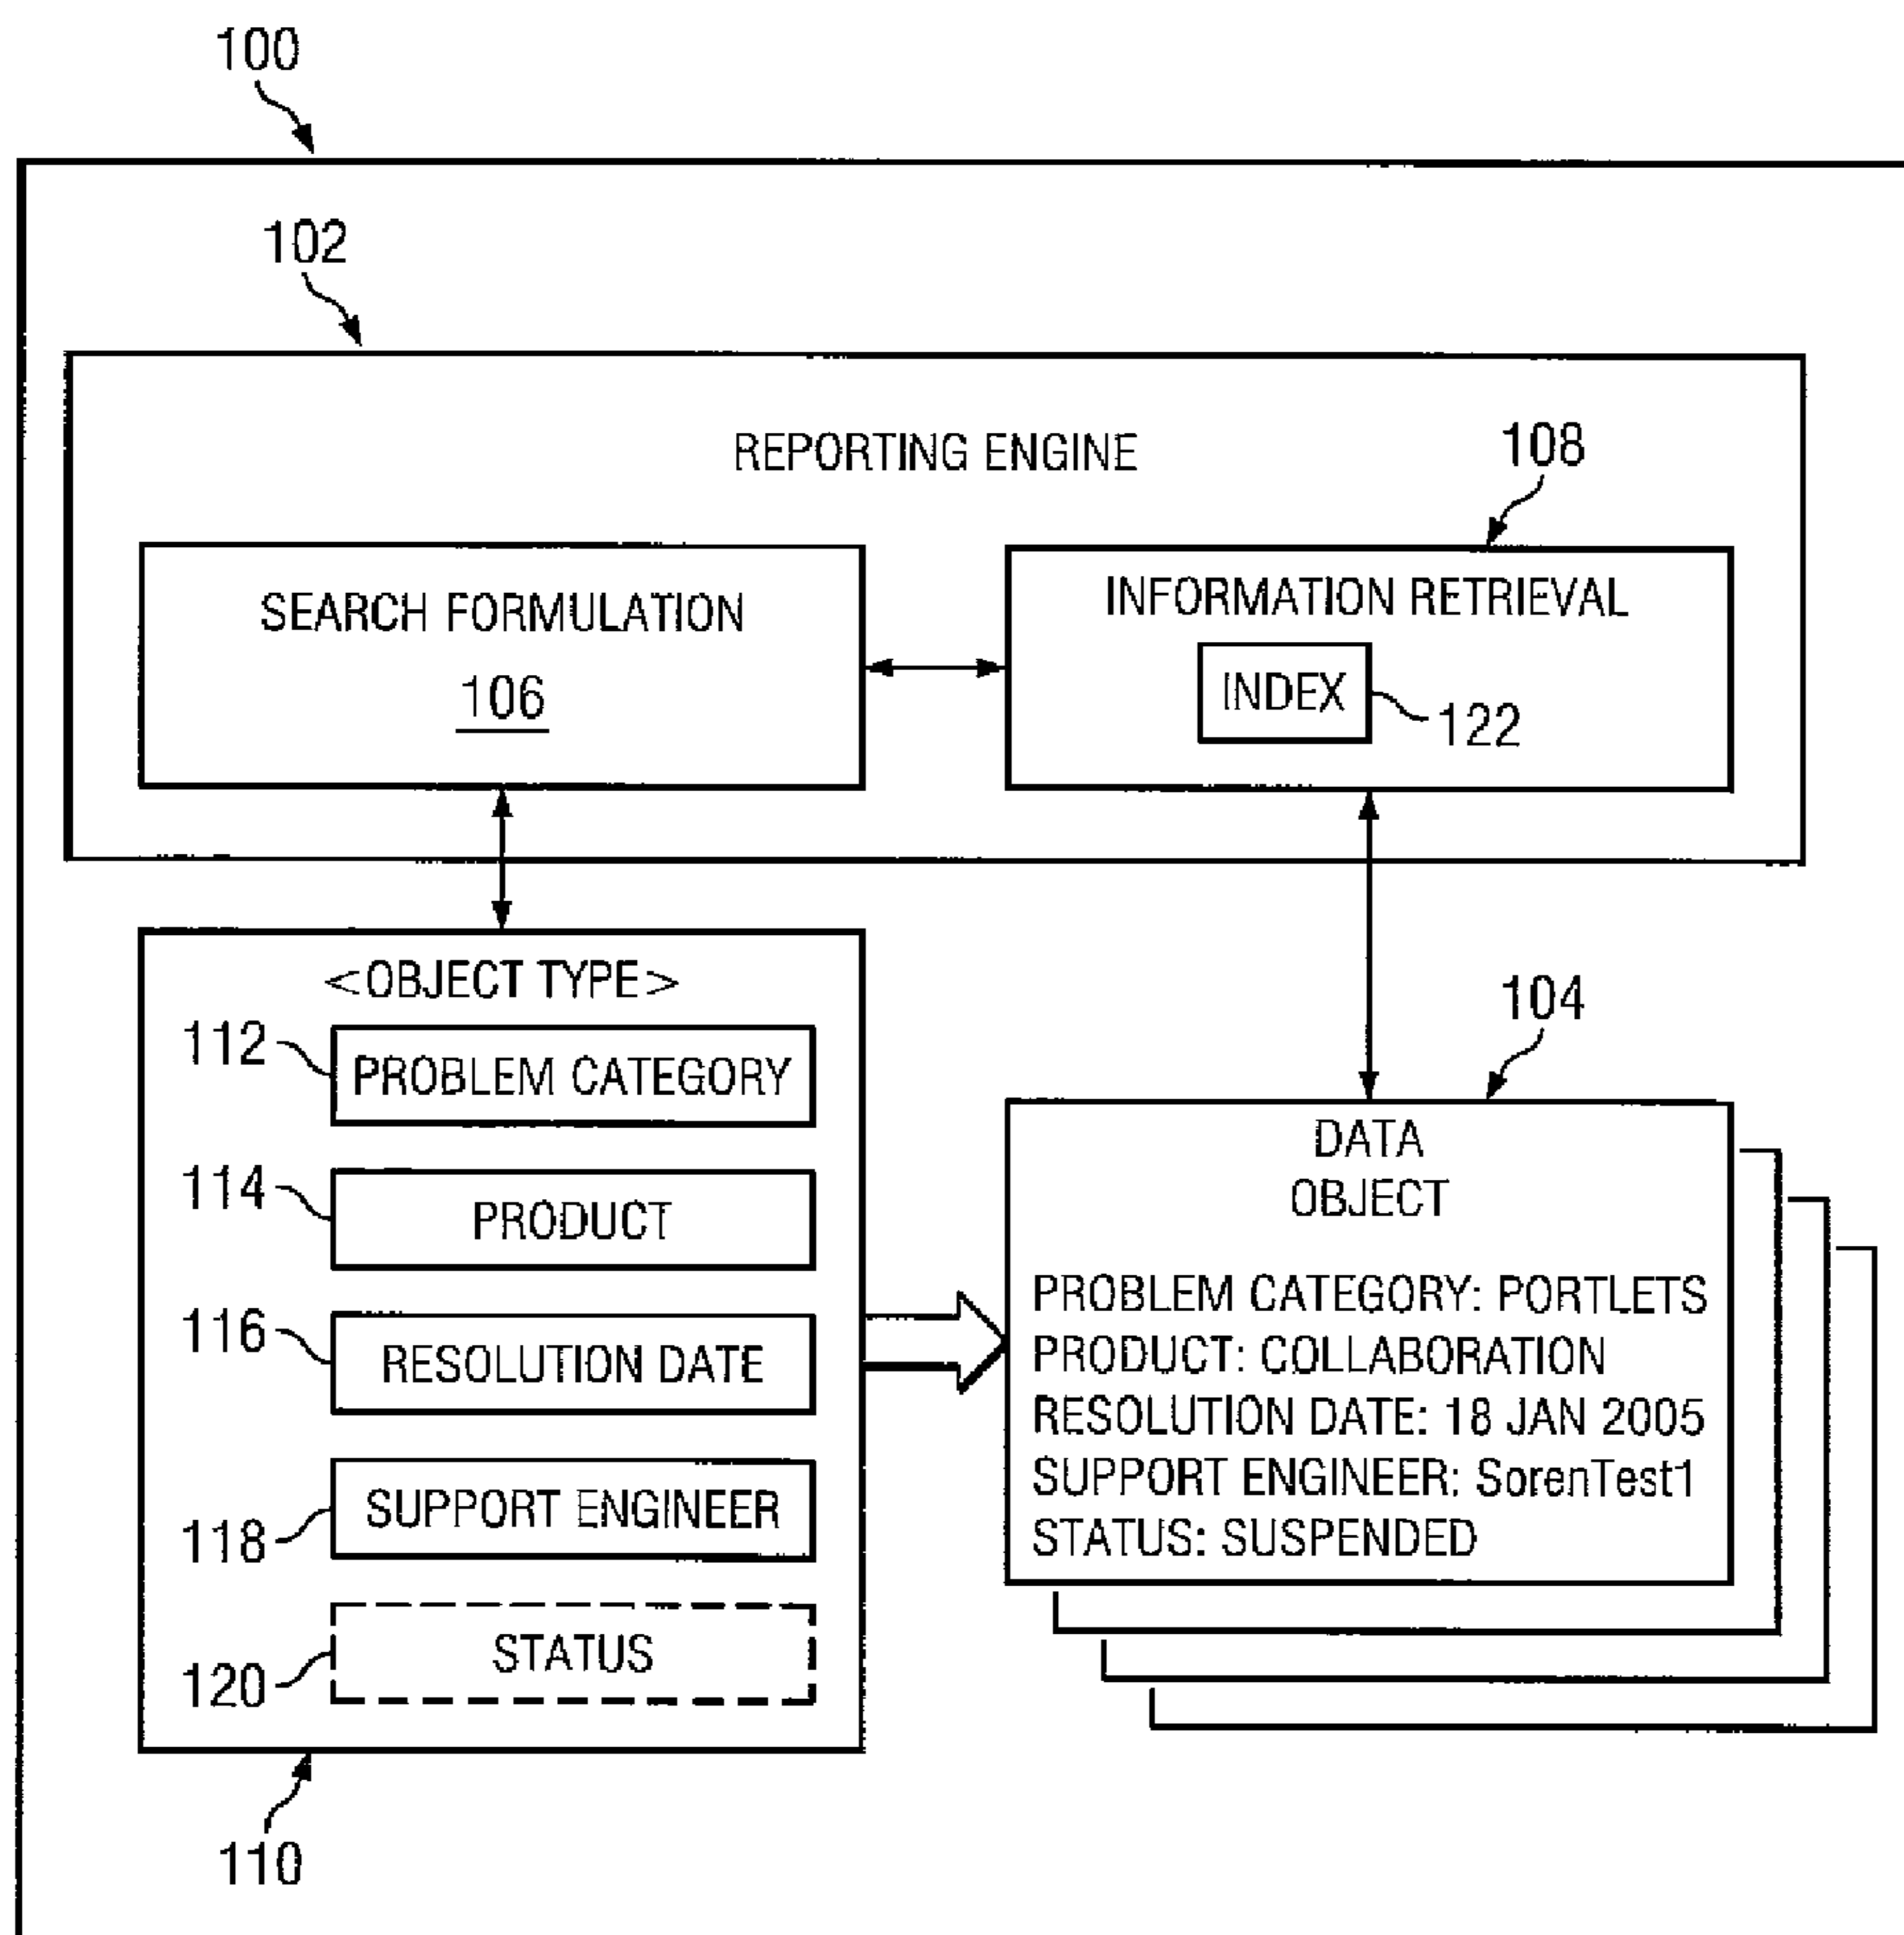 100
102
REPORTING ENGINE
108
SEARCH FORMULATION
106
INFORMATION RETRIEVAL
INDEX
122
<OBJECT TYPE>
112
PROBLEM CATEGORY
114
PRODUCT
116
RESOLUTION DATE
118
SUPPORT ENGINEER
120
STATUS
110
104
DATA
OBJECT
PROBLEM CATEGORY: PORTLETS
PRODUCT: COLLABORATION
RESOLUTION DATE: 18 JAN 2005
SUPPORT ENGINEER: SorenTest1
STATUS: SUSPENDED